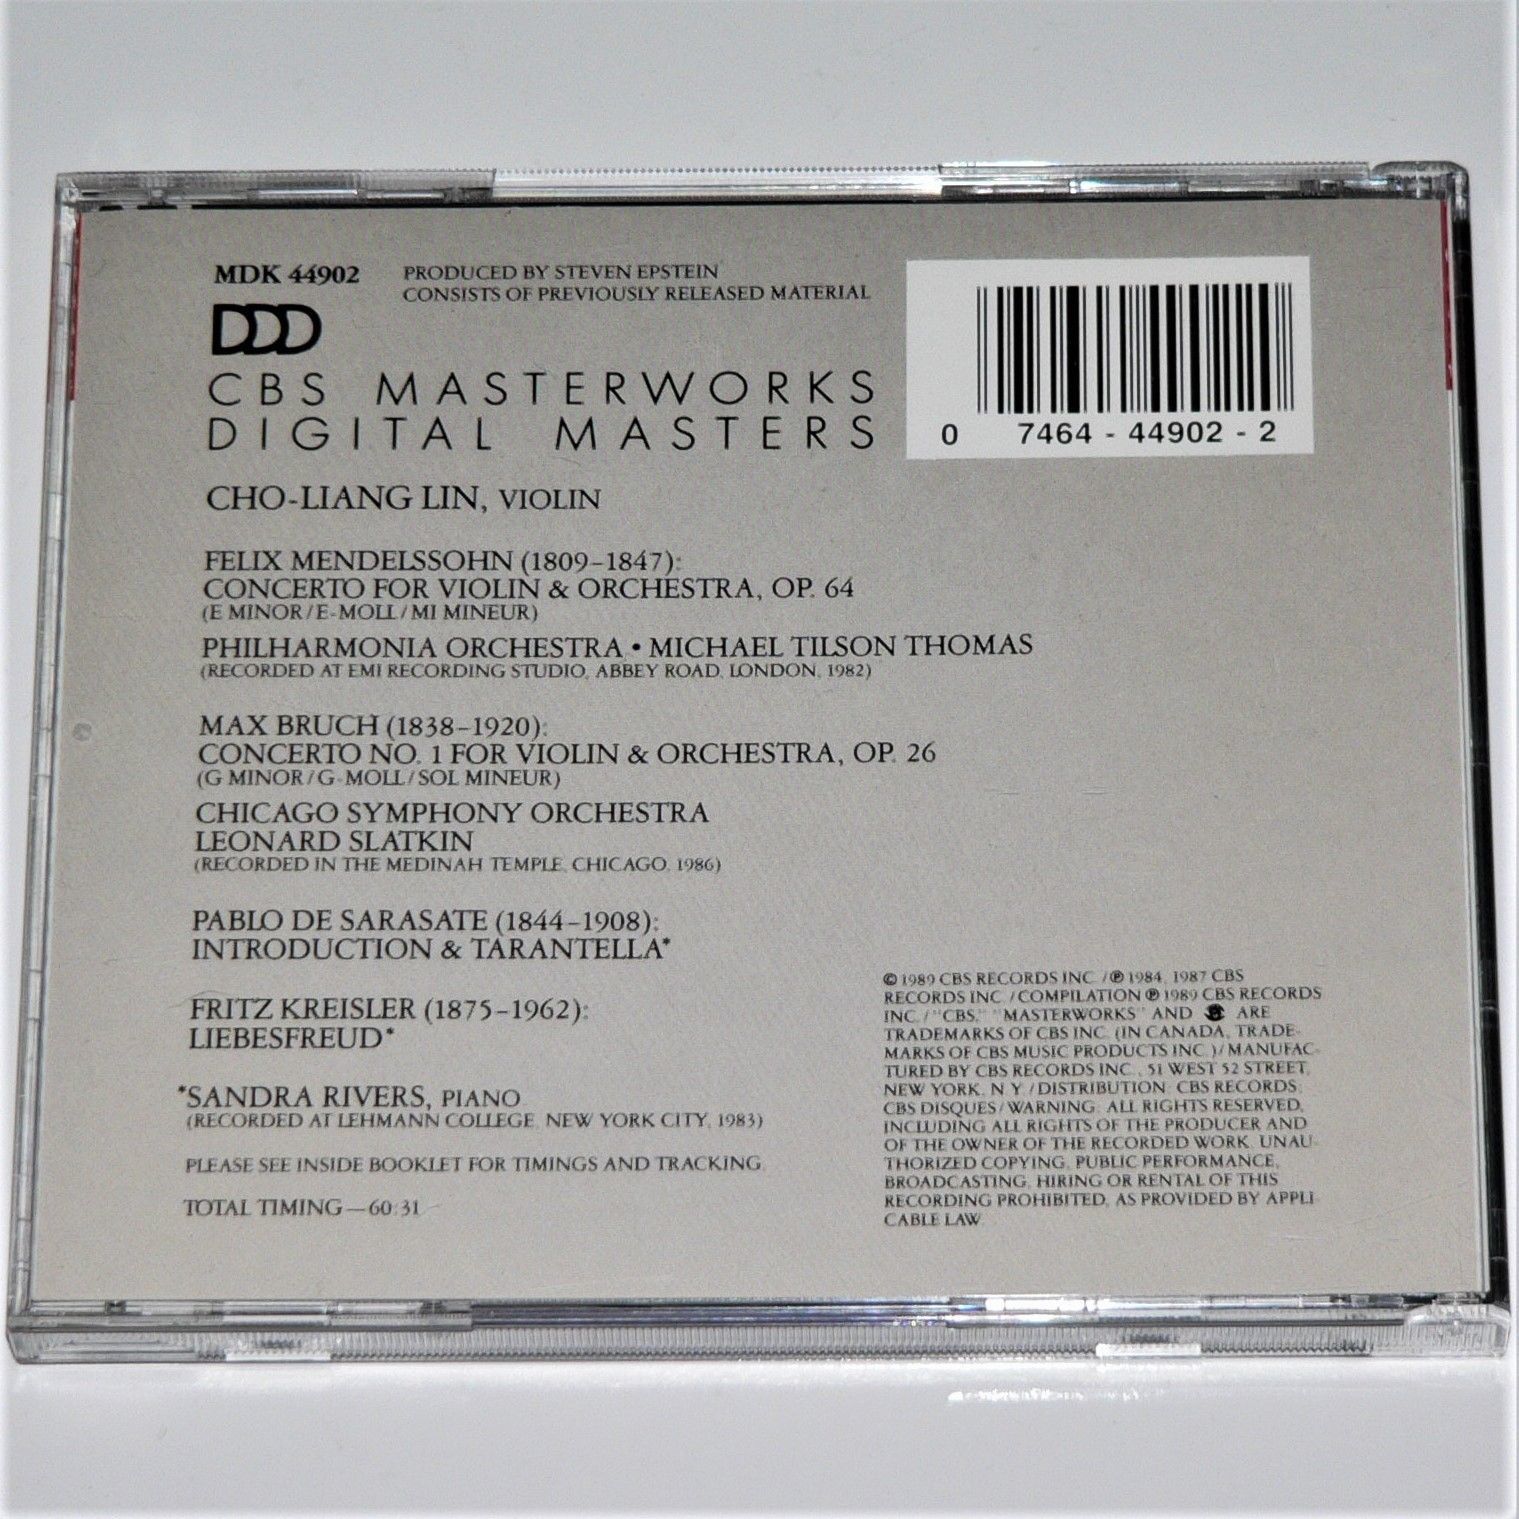 MDK 44902
PRODUCED BY STEVEN EPSTEIN
CONSISTS OF PREVIOUSLY RELEASED MATERIAL
DDD
CBS MASTERWORKS
DIGITAL MASTERS
0 7464 - 44902 - 2
CHO-LIANG LIN, VIOLIN
FELIX MENDELSSOHN (1809–1847):
CONCERTO FOR VIOLIN & ORCHESTRA, OP. 64
(E MINOR/E-MOLL/MI MINEUR)
PHILHARMONIA ORCHESTRA • MICHAEL TILSON THOMAS
(RECORDED AT EMI RECORDING STUDIO, ABBEY ROAD, LONDON, 1982)
MAX BRUCH (1838–1920):
CONCERTO NO. 1 FOR VIOLIN & ORCHESTRA, OP. 26
(G MINOR/G-MOLL/SOL MINEUR)
CHICAGO SYMPHONY ORCHESTRA
LEONARD SLATKIN
(RECORDED IN THE MEDINAH TEMPLE, CHICAGO, 1986)
PABLO DE SARASATE (1844–1908):
INTRODUCTION & TARANTELLA*
FRITZ KREISLER (1875–1962):
LIEBESFREUD*
*SANDRA RIVERS, PIANO
(RECORDED AT LEHMANN COLLEGE, NEW YORK CITY, 1983)
PLEASE SEE INSIDE BOOKLET FOR TIMINGS AND TRACKING.
TOTAL TIMING—60:31
© 1989 CBS RECORDS INC./℗ 1984, 1987 CBS
RECORDS INC./COMPILATION ℗ 1989 CBS RECORDS
INC./"CBS," "MASTERWORKS" AND ARE
TRADEMARKS OF CBS INC. (IN CANADA, TRADE-
MARKS OF CBS MUSIC PRODUCTS INC.)/MANUFAC-
TURED BY CBS RECORDS INC., 51 WEST 52 STREET,
NEW YORK, N.Y./DISTRIBUTION: CBS RECORDS,
CBS DISQUES/WARNING: ALL RIGHTS RESERVED,
INCLUDING ALL RIGHTS OF THE PRODUCER AND
OF THE OWNER OF THE RECORDED WORK. UNAU-
THORIZED COPYING, PUBLIC PERFORMANCE,
BROADCASTING, HIRING OR RENTAL OF THIS
RECORDING PROHIBITED, AS PROVIDED BY APPLI-
CABLE LAW.